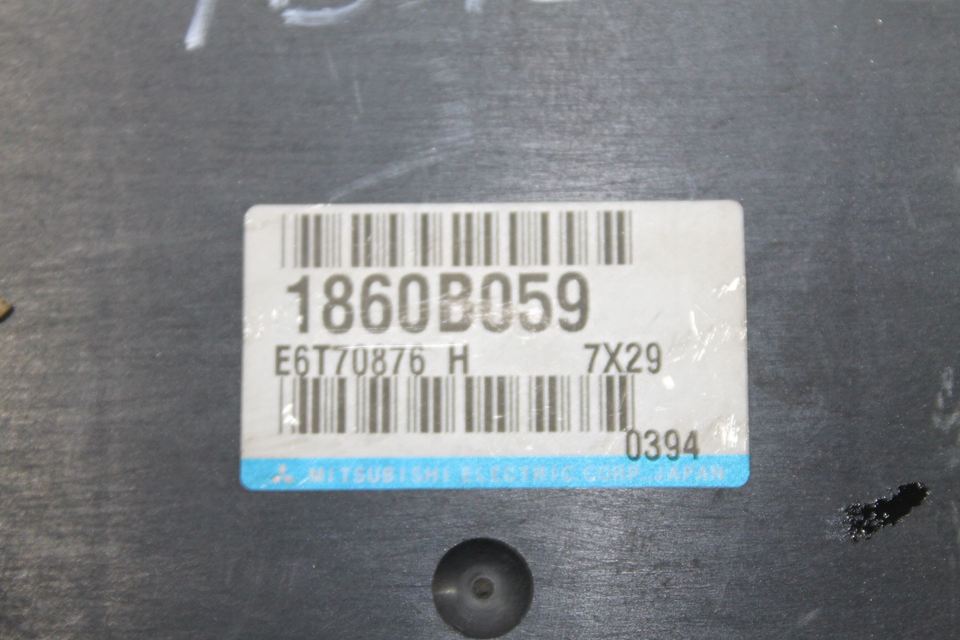 1860B059
E6T70876 H 7X29
0394
MITSUBISHI ELECTRIC CORP. JAPAN